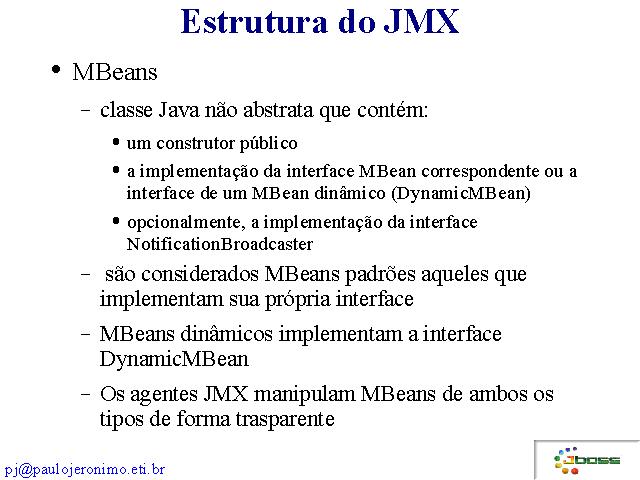 Estrutura do JMX
• MBeans
– classe Java não abstrata que contém:
• um construtor público
• a implementação da interface MBean correspondente ou a
interface de um MBean dinâmico (DynamicMBean)
• opcionalmente, a implementação da interface
NotificationBroadcaster
– são considerados MBeans padrões aqueles que
implementam sua própria interface
– MBeans dinâmicos implementam a interface
DynamicMBean
– Os agentes JMX manipulam MBeans de ambos os
tipos de forma trasparente
pj@paulojeronimo.eti.br
JBoss